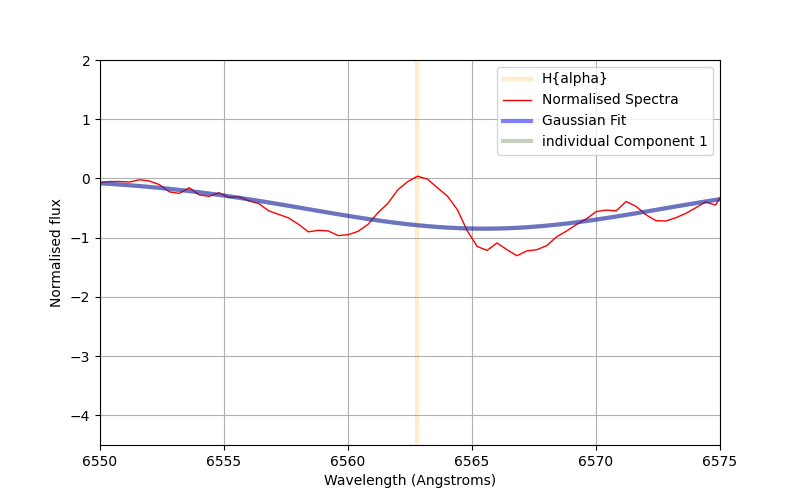 2
1
0
−1
−2
−3
−4
Normalised flux
H{alpha}
Normalised Spectra
Gaussian Fit
individual Component 1
6550 6555 6560 6565 6570 6575
Wavelength (Angstroms)